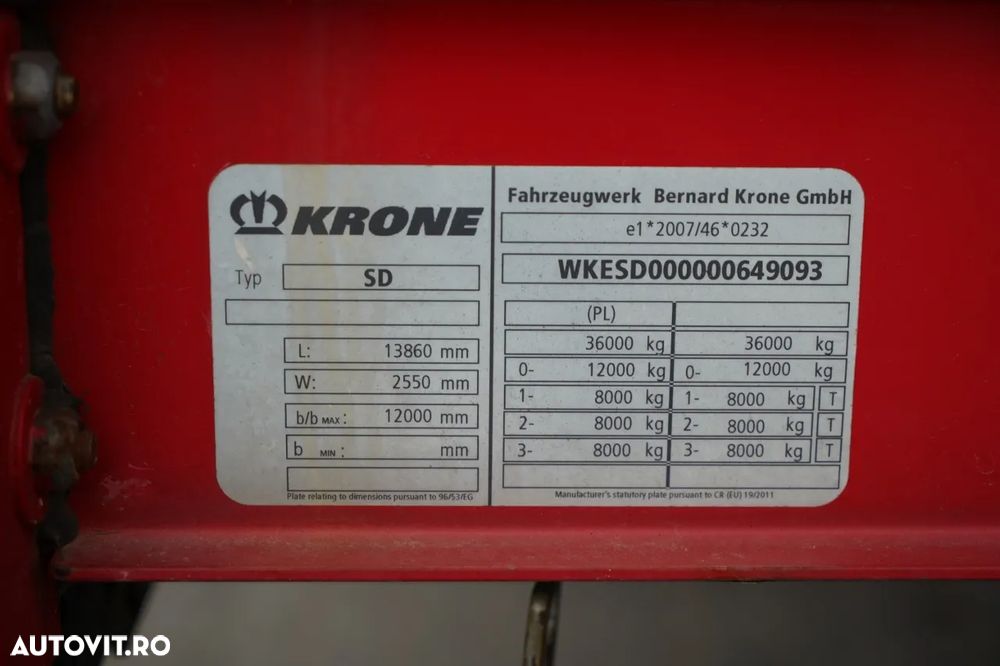 KRONE
Typ SD
L: 13860 mm
W: 2550 mm
b/b MAX : 12000 mm
b MIN : mm
Plate relating to dimensions pursuant to 96/53/EG
Fahrzeugwerk Bernard Krone GmbH
e1*2007/46*0232
WKESD000000649093
(PL)
36000 kg 36000 kg
0- 12000 kg 0- 12000 kg
1- 8000 kg 1- 8000 kg T
2- 8000 kg 2- 8000 kg T
3- 8000 kg 3- 8000 kg T
Manufacturer's statutory plate pursuant to CR (EU) 19/2011
AUTOVIT.RO